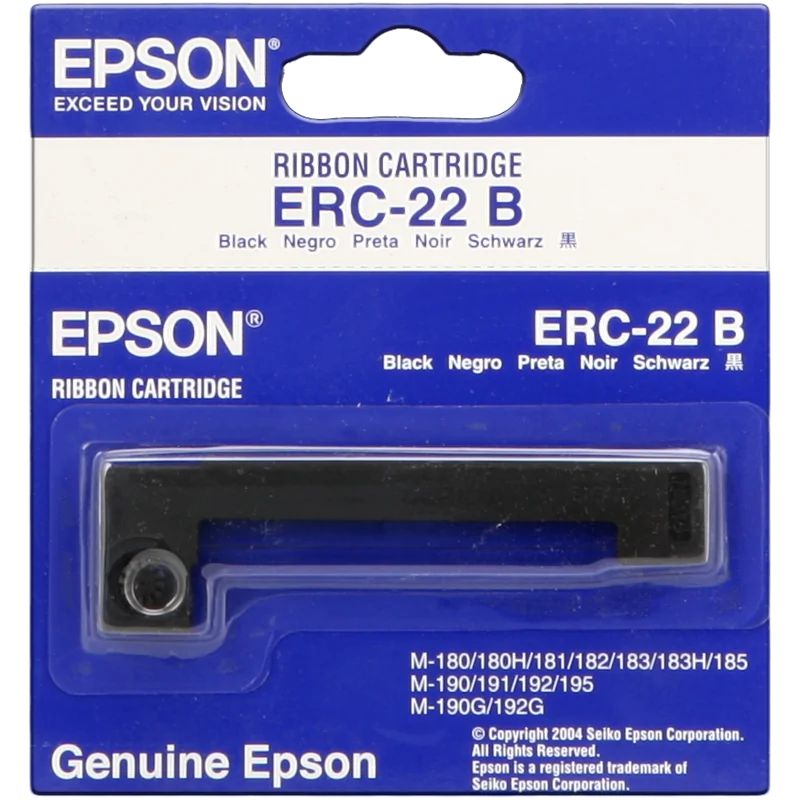 EPSON®
EXCEED YOUR VISION
RIBBON CARTRIDGE
ERC-22 B
Black Negro Preta Noir Schwarz 黒
EPSON®
RIBBON CARTRIDGE
ERC-22 B
Black Negro Preta Noir Schwarz 黒
M-180/180H/181/182/183/183H/185
M-190/191/192/195
M-190G/192G
© Copyright 2004 Seiko Epson Corporation.
All Rights Reserved.
Epson is a registered trademark of
Seiko Epson Corporation.
Genuine Epson